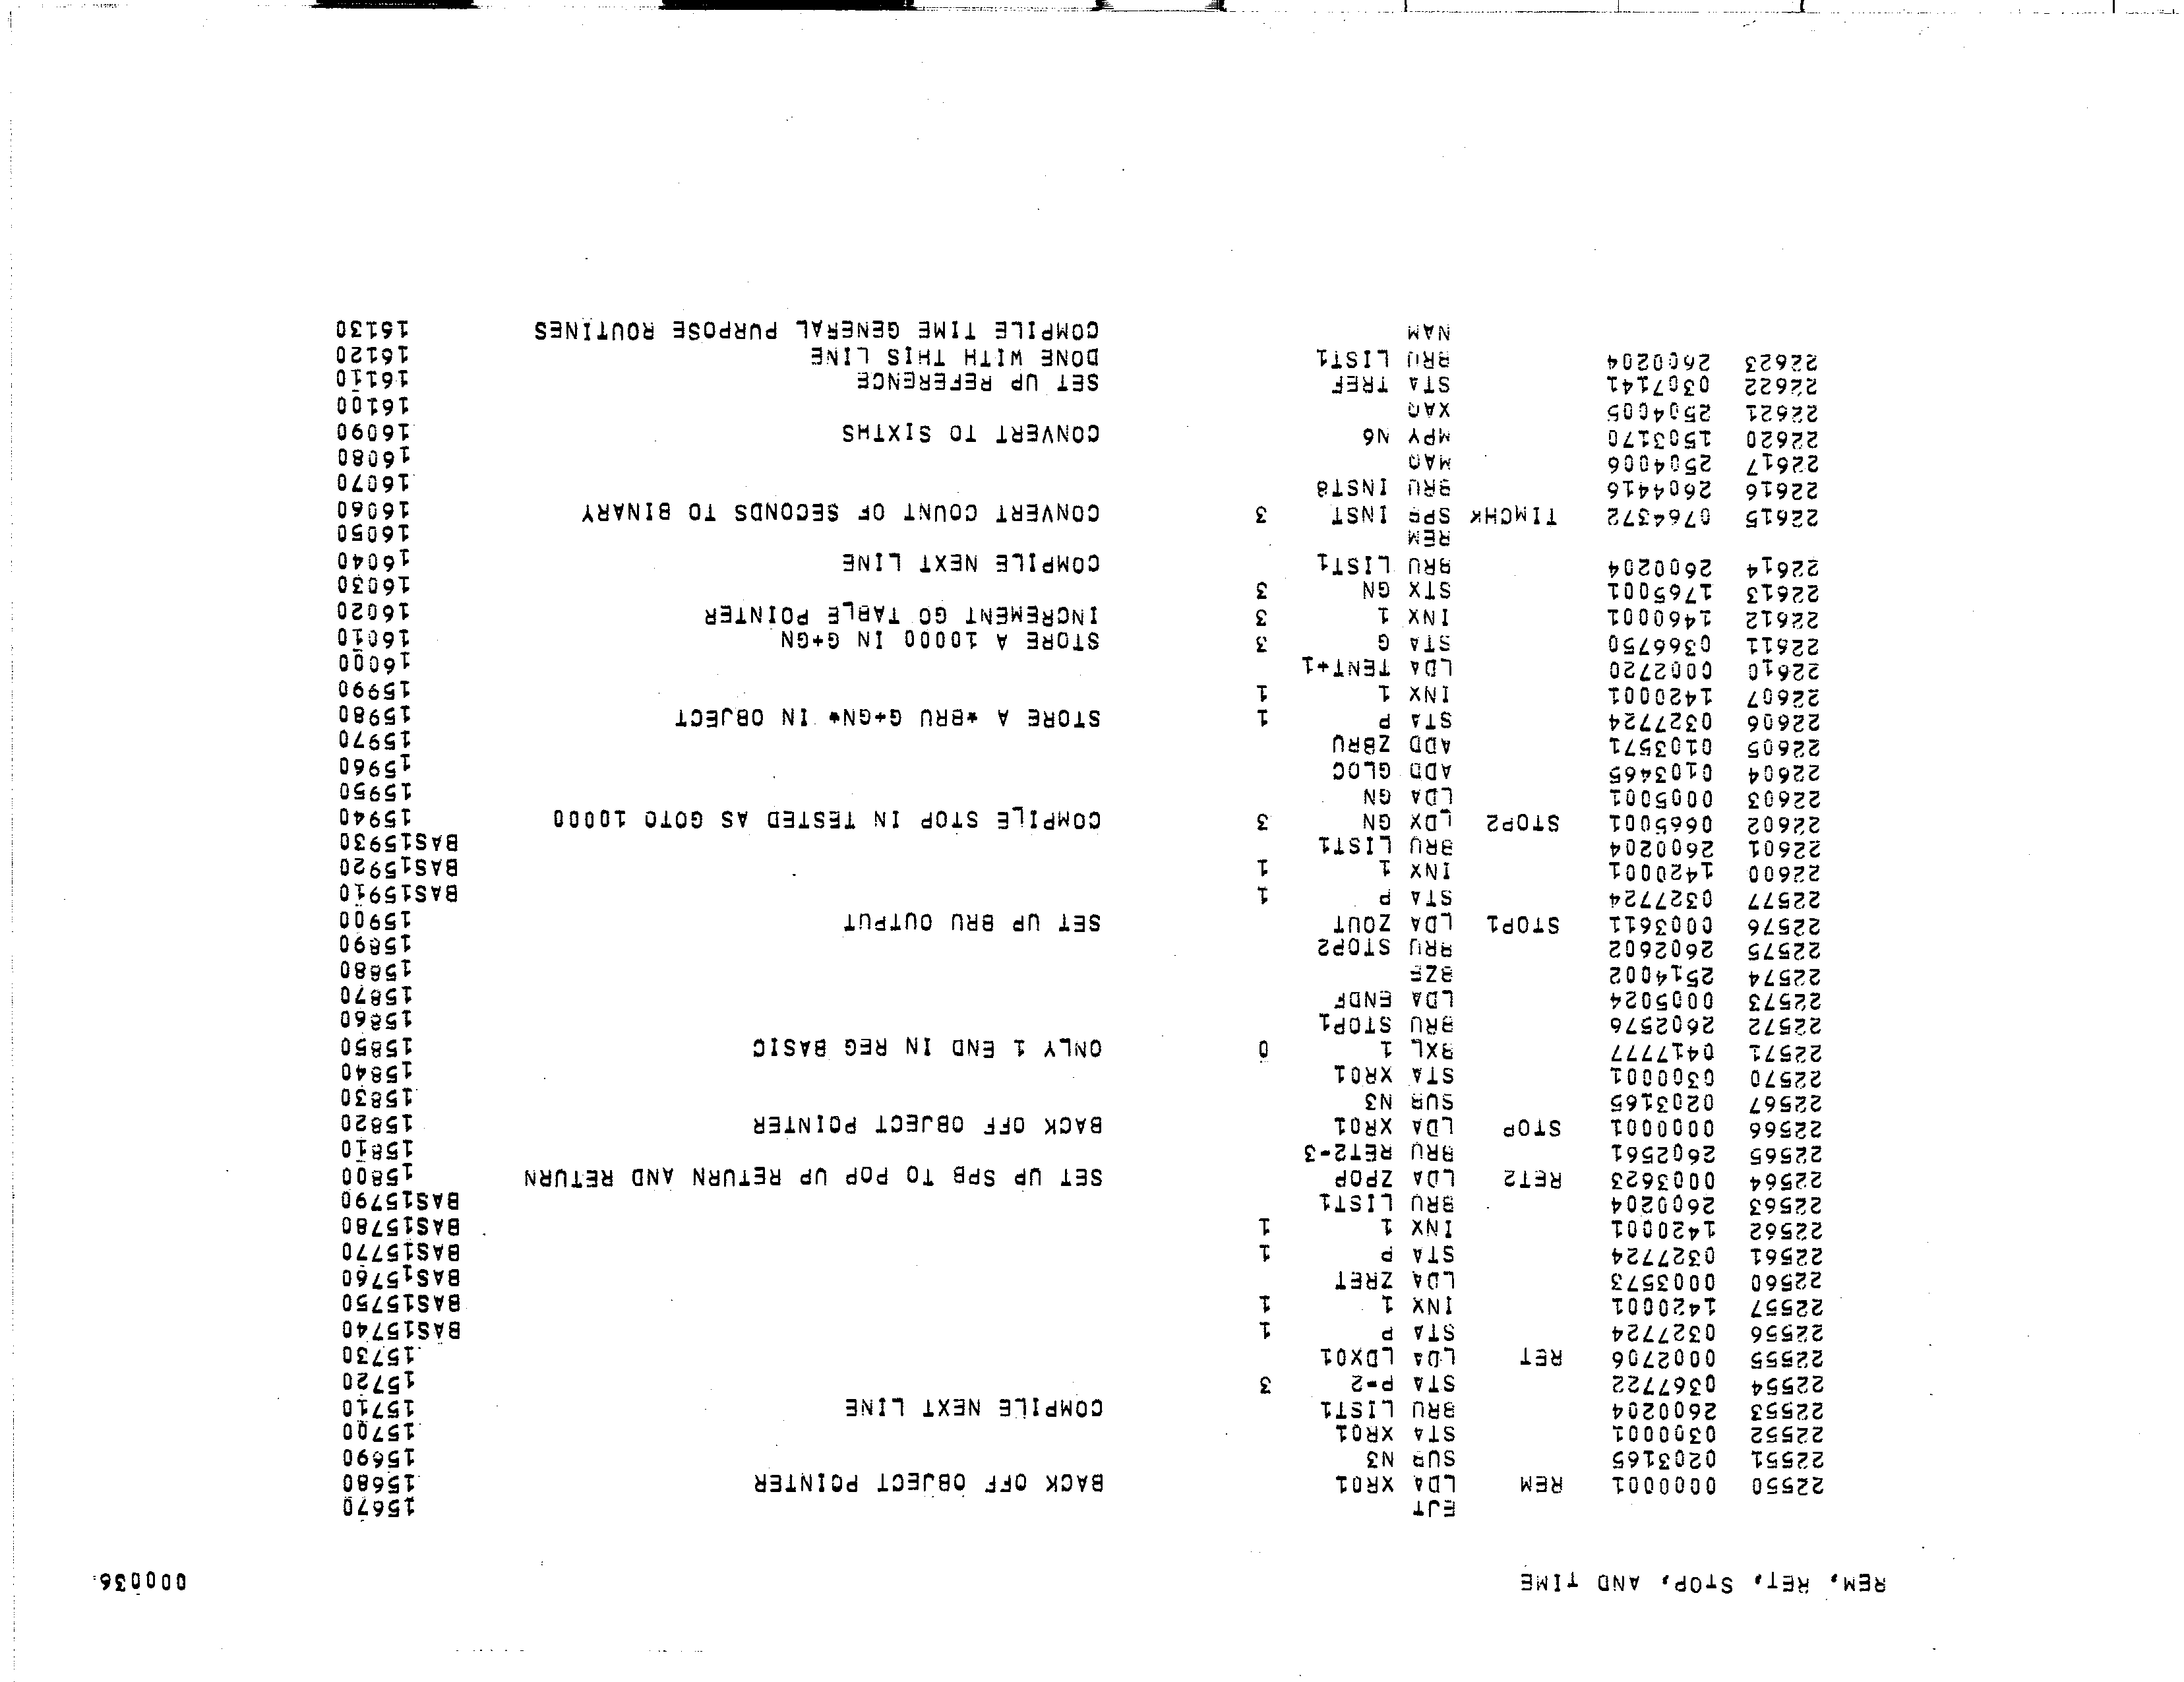 REM, RET, STOP, AND TIME 000036
EJT 15670
22550 0000001 REM LDA XR01 BACK OFF OBJECT POINTER 15680
22551 0203165 SUB N3 15690
22552 0300001 STA XR01 15700
22553 2600204 BRU LIST1 COMPILE NEXT LINE 15710
22554 0367722 STA P-2 3 15720
22555 0002706 RET LDA LDX01 15730
22556 0327724 STA P 1 BAS15740
22557 1420001 INX 1 1 BAS15750
22560 0003573 LDA ZRET BAS15760
22561 0327724 STA P 1 BAS15770
22562 1420001 INX 1 1 BAS15780
22563 2600204 BRU LIST1 BAS15790
22564 0003623 RET2 LDA ZPOP SET UP SPB TO POP UP RETURN AND RETURN 15800
22565 2602561 BRU RET2-3 15810
22566 0000001 STOP LDA XR01 BACK OFF OBJECT POINTER 15820
22567 0203165 SUB N3 15830
22570 0300001 STA XR01 15840
22571 0417777 BXL 1 0 ONLY 1 END IN REG BASIC 15850
22572 2602576 BRU STOP1 15860
22573 0005024 LDA ENDF 15870
22574 2514002 BZE 15880
22575 2602602 BRU STOP2 15890
22576 0003611 STOP1 LDA ZOUT SET UP BRU OUTPUT 15900
22577 0327724 STA P 1 BAS15910
22600 1420001 INX 1 1 BAS15920
22601 2600204 BRU LIST1 BAS15930
22602 0665001 STOP2 LDX GN 3 COMPILE STOP IN TESTED AS GOTO 10000 15940
22603 0005001 LDA GN 15950
22604 0103465 ADD GLOC 15960
22605 0103571 ADD ZBRU 15970
22606 0327724 STA P 1 STORE A *BRU G+GN* IN OBJECT 15980
22607 1420001 INX 1 1 15990
22610 0002720 LDA TENT+1 16000
22611 0366750 STA G 3 STORE A 10000 IN G+GN 16010
22612 1460001 INX 1 3 INCREMENT GO TABLE POINTER 16020
22613 1765001 STX GN 3 16030
22614 2600204 BRU LIST1 COMPILE NEXT LINE 16040
REM 16050
22615 0764372 TIMCHK SPB INST 3 CONVERT COUNT OF SECONDS TO BINARY 16060
22616 2604416 BRU INST8 16070
22617 2504006 MAQ 16080
22620 1503170 MPY N6 CONVERT TO SIXTHS 16090
22621 2504005 XAQ 16100
22622 0307141 STA TREF SET UP REFERENCE 16110
22623 2600204 BRU LIST1 DONE WITH THIS LINE 16120
NAM COMPILE TIME GENERAL PURPOSE ROUTINES 16130